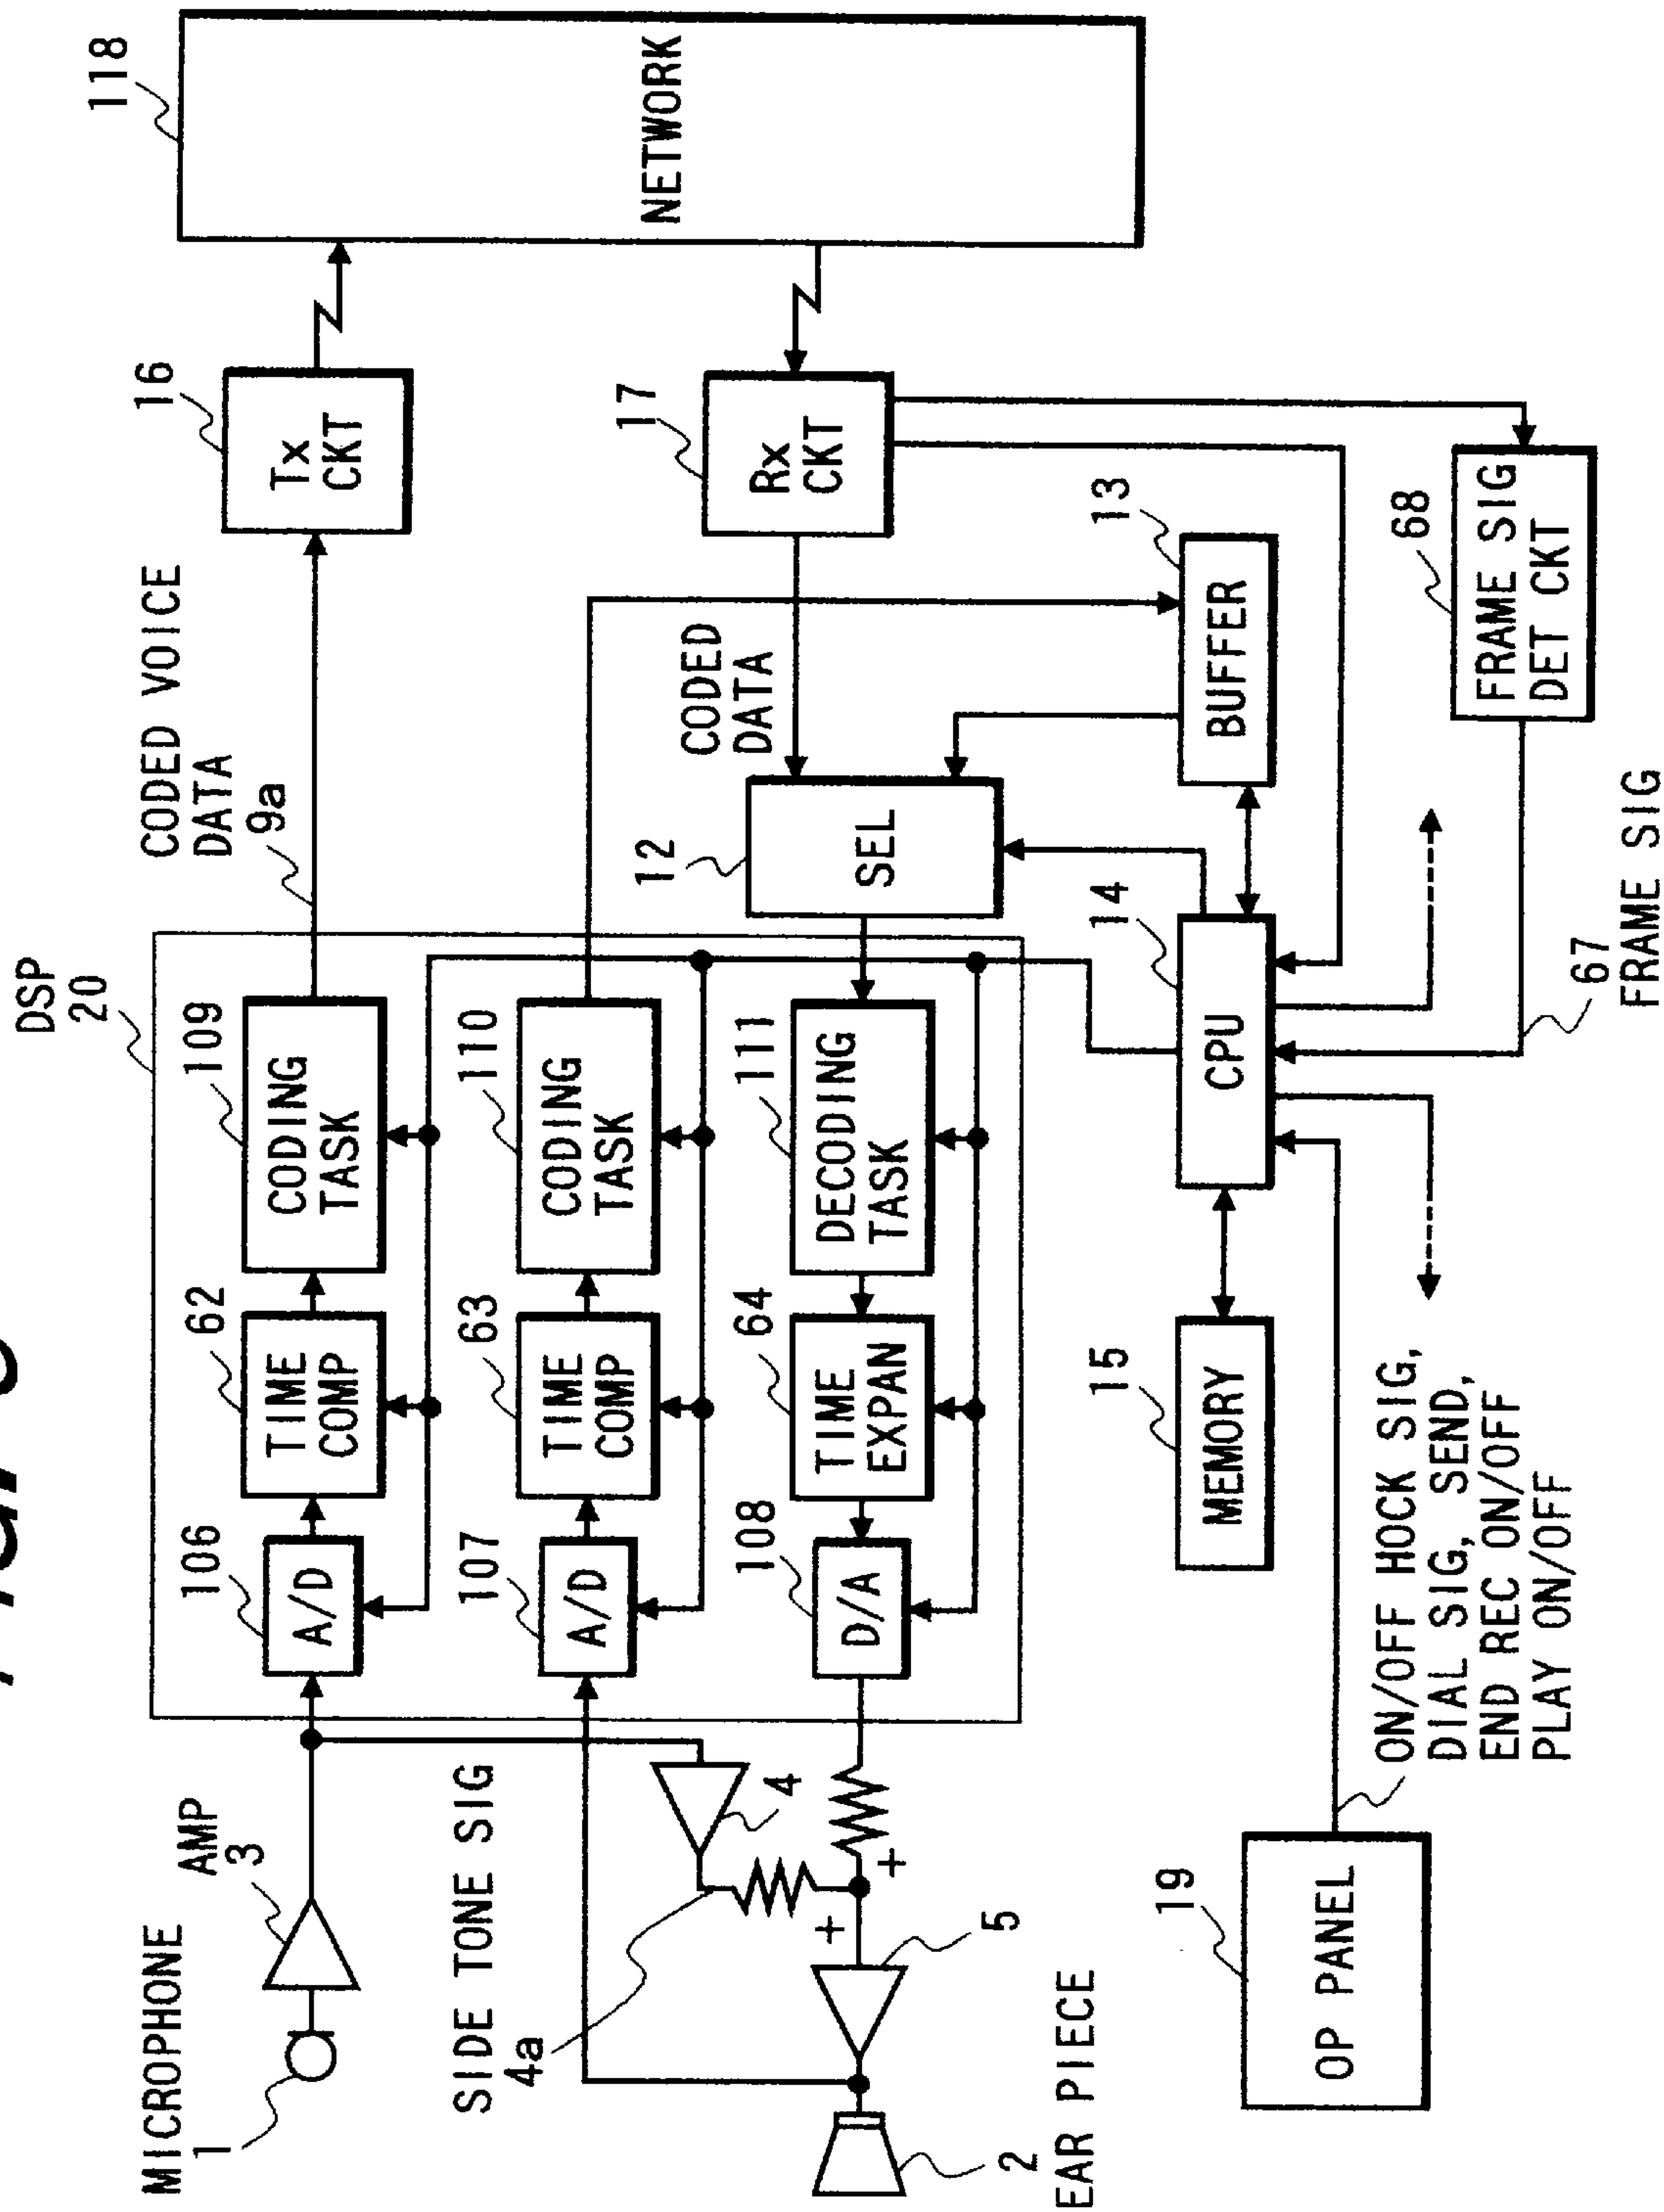 MICROPHONE
1
AMP
3
DSP
20
CODED VOICE
DATA
9a
16
118
106
A/D
62
TIME
COMP
109
CODING
TASK
Tx
CKT
NETWORK
SIDE TONE SIG
4a
4
107
A/D
63
TIME
COMP
110
CODING
TASK
12
SEL
CODED
DATA
17
Rx
CKT
2
EAR PIECE
5
+
+
108
D/A
64
TIME
EXPAN
111
DECODING
TASK
13
BUFFER
19
OP PANEL
15
MEMORY
14
CPU
68
FRAME SIG
DET CKT
ON/OFF HOCK SIG,
DIAL SIG, SEND,
END REC ON/OFF
PLAY ON/OFF
67
FRAME SIG